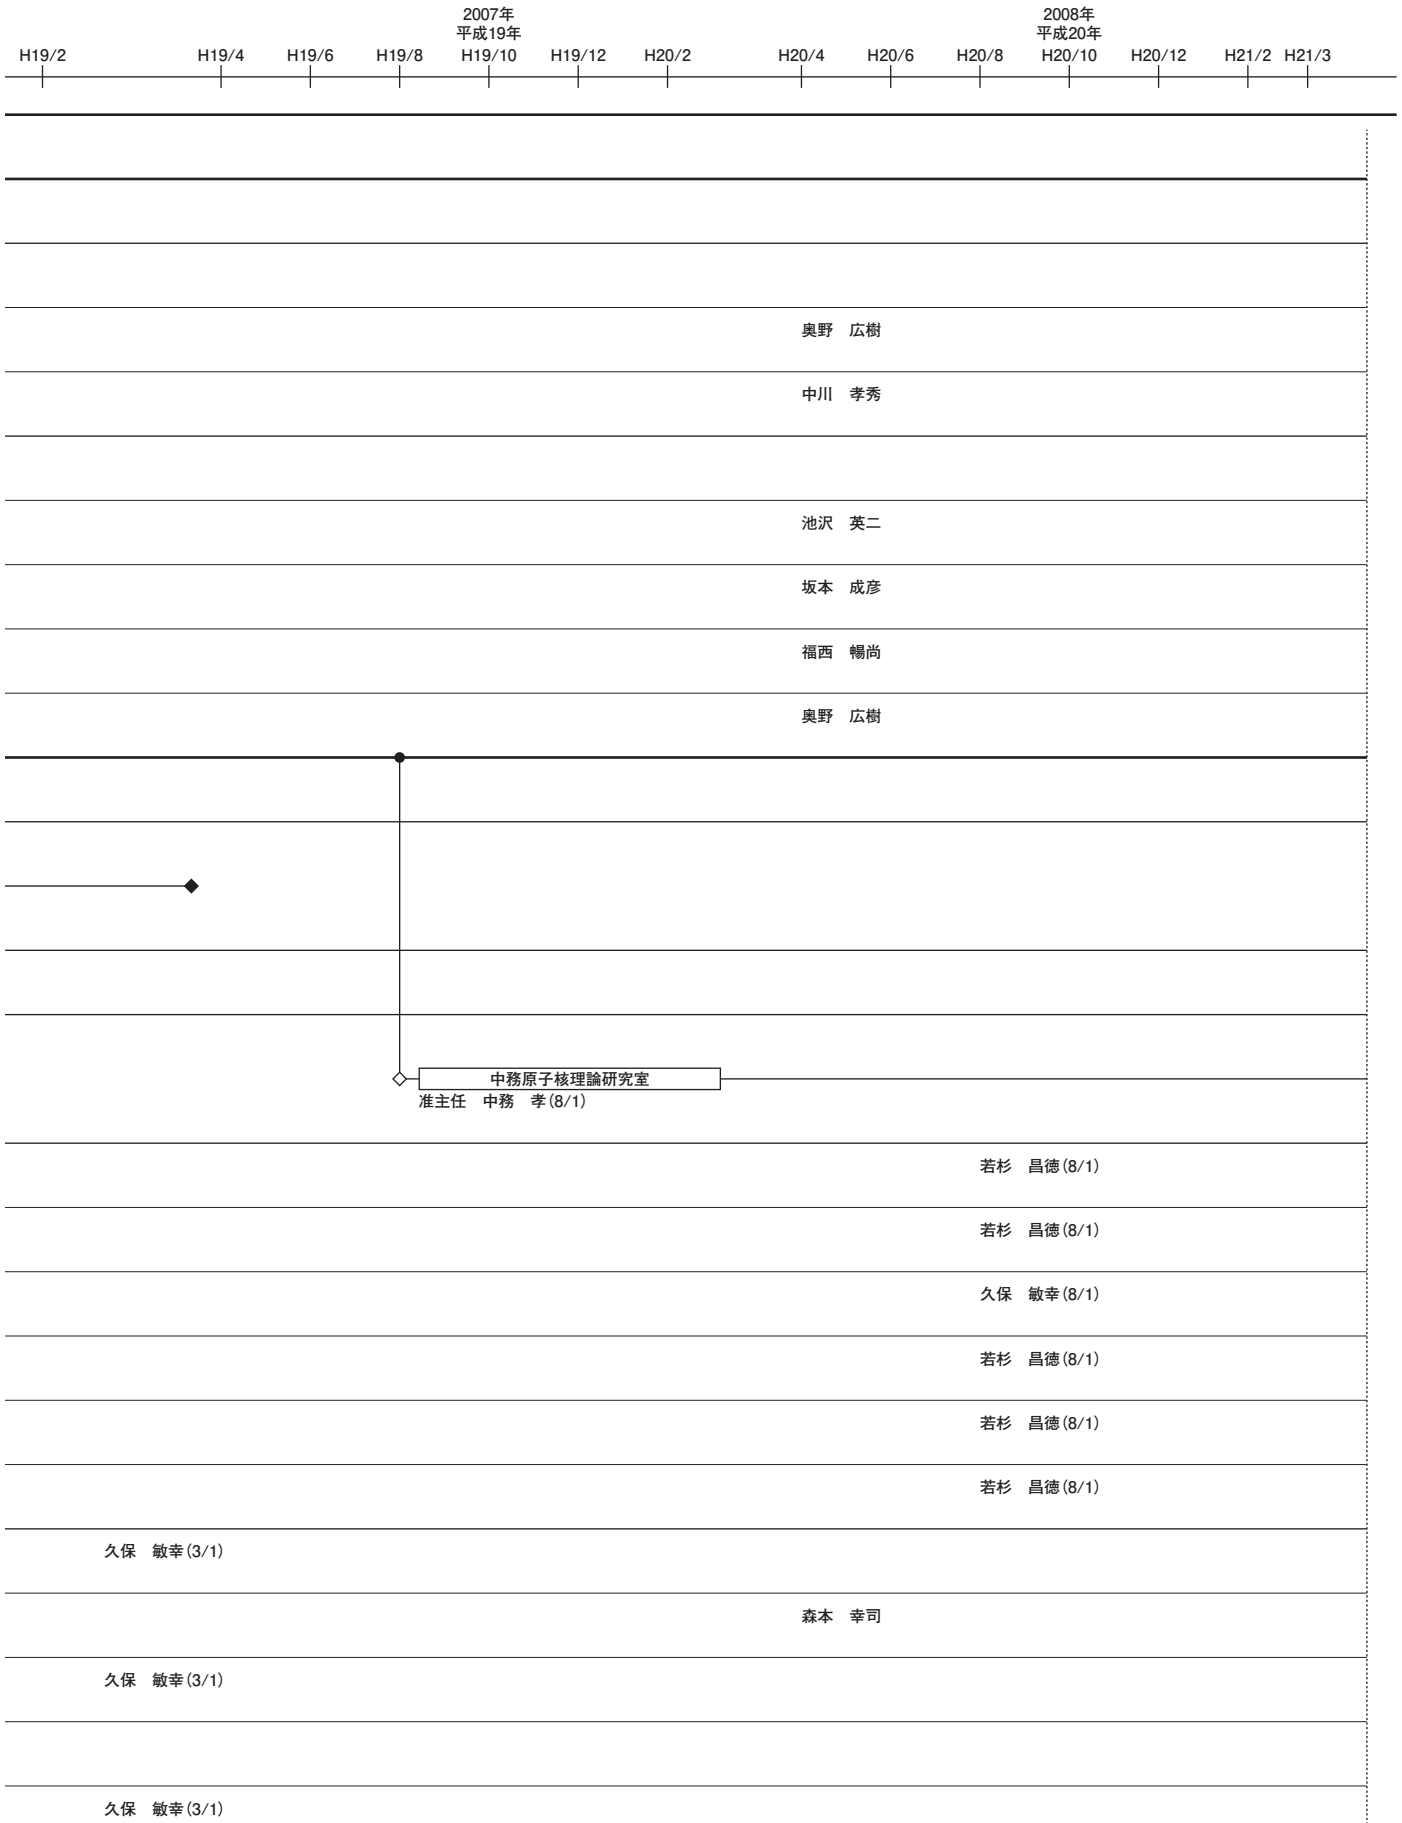 2007年 2008年
平成19年 平成20年
H19/2 H19/4 H19/6 H19/8 H19/10 H19/12 H20/2 H20/4 H20/6 H20/8 H20/10 H20/12 H21/2 H21/3
奥野　広樹
中川　孝秀
池沢　英二
坂本　成彦
福西　暢尚
奥野　広樹
中務原子核理論研究室
准主任　中務　孝(8/1)
若杉　昌徳(8/1)
若杉　昌徳(8/1)
久保　敏幸(8/1)
若杉　昌徳(8/1)
若杉　昌徳(8/1)
若杉　昌徳(8/1)
久保　敏幸(3/1)
森本　幸司
久保　敏幸(3/1)
久保　敏幸(3/1)